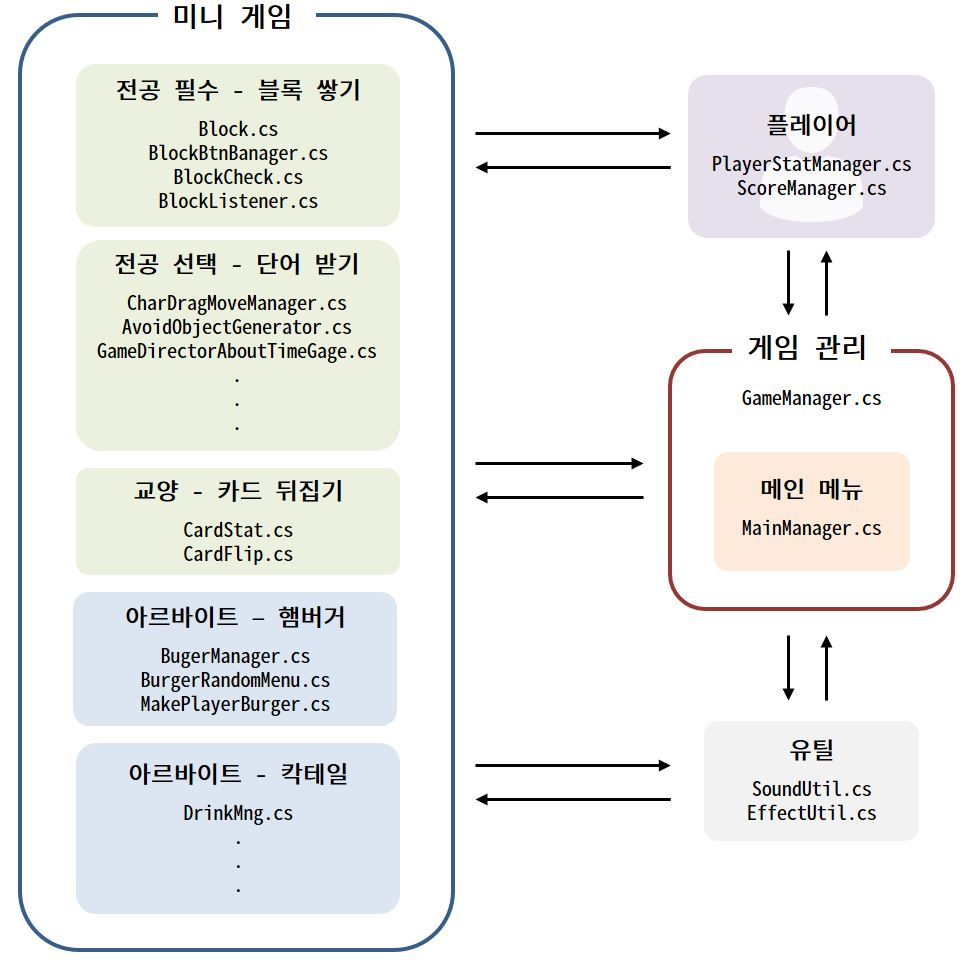 미니 게임
전공 필수 - 블록 쌓기
Block.cs
BlockBtnBanager.cs
BlockCheck.cs
BlockListener.cs
전공 선택 - 단어 받기
CharDragMoveManager.cs
AvoidObjectGenerator.cs
GameDirectorAboutTimeGage.cs
.
.
.
교양 - 카드 뒤집기
CardStat.cs
CardFlip.cs
아르바이트 – 햄버거
BugerManager.cs
BurgerRandomMenu.cs
MakePlayerBurger.cs
아르바이트 - 칵테일
DrinkMng.cs
.
.
.
플레이어
PlayerStatManager.cs
ScoreManager.cs
게임 관리
GameManager.cs
메인 메뉴
MainManager.cs
유틸
SoundUtil.cs
EffectUtil.cs